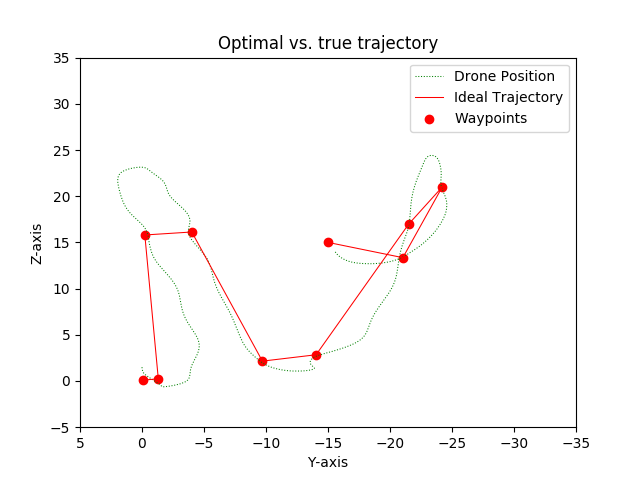 Optimal vs. true trajectory
Drone Position
Ideal Trajectory
Waypoints
35
30
25
20
15
10
5
0
−5
Z-axis
5 0 −5 −10 −15 −20 −25 −30 −35
Y-axis